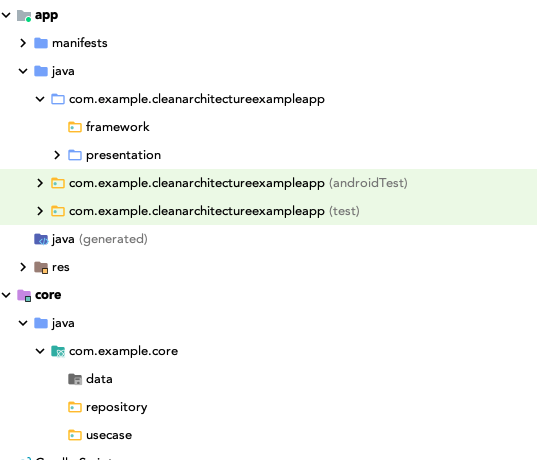 app
manifests
java
com.example.cleanarchitectureexampleapp
framework
presentation
com.example.cleanarchitectureexampleapp (androidTest)
com.example.cleanarchitectureexampleapp (test)
java (generated)
res
core
java
com.example.core
data
repository
usecase